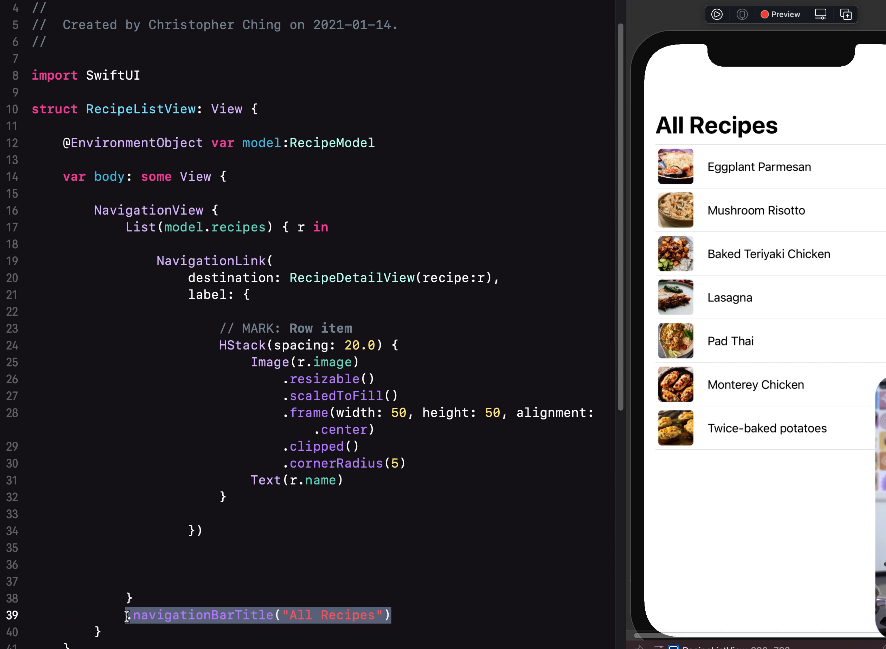 4 //
5 //  Created by Christopher Ching on 2021-01-14.
6 //
7
8 import SwiftUI
9
10 struct RecipeListView: View {
11
12     @EnvironmentObject var model:RecipeModel
13
14     var body: some View {
15
16         NavigationView {
17             List(model.recipes) { r in
18
19                 NavigationLink(
20                     destination: RecipeDetailView(recipe:r),
21                     label: {
22
23                         // MARK: Row item
24                         HStack(spacing: 20.0) {
25                             Image(r.image)
26                                 .resizable()
27                                 .scaledToFill()
28                                 .frame(width: 50, height: 50, alignment:
                                    .center)
29                                 .clipped()
30                                 .cornerRadius(5)
31                             Text(r.name)
32                         }
33
34                     })
35
36
37
38             }
39             .navigationBarTitle("All Recipes")
40         }
41     }
Preview
All Recipes
Eggplant Parmesan
Mushroom Risotto
Baked Teriyaki Chicken
Lasagna
Pad Thai
Monterey Chicken
Twice-baked potatoes